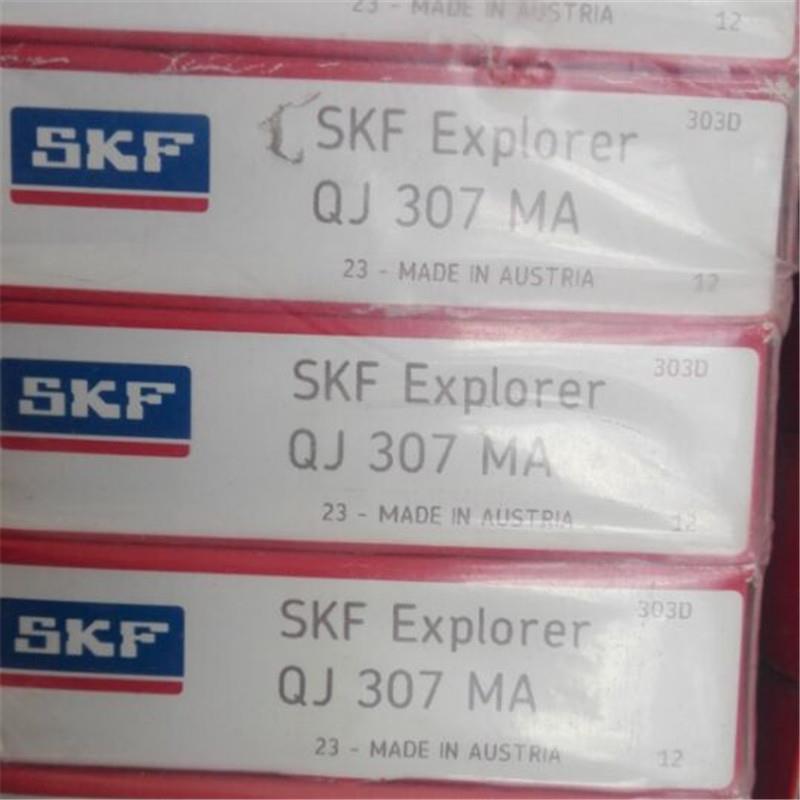 23 - MADE IN AUSTRIA
12
SKF
SKF Explorer
303D
QJ 307 MA
23 - MADE IN AUSTRIA
12
SKF
SKF Explorer
303D
QJ 307 MA
23 - MADE IN AUSTRIA
12
SKF
SKF Explorer
303D
QJ 307 MA
23 - MADE IN AUSTRIA
12